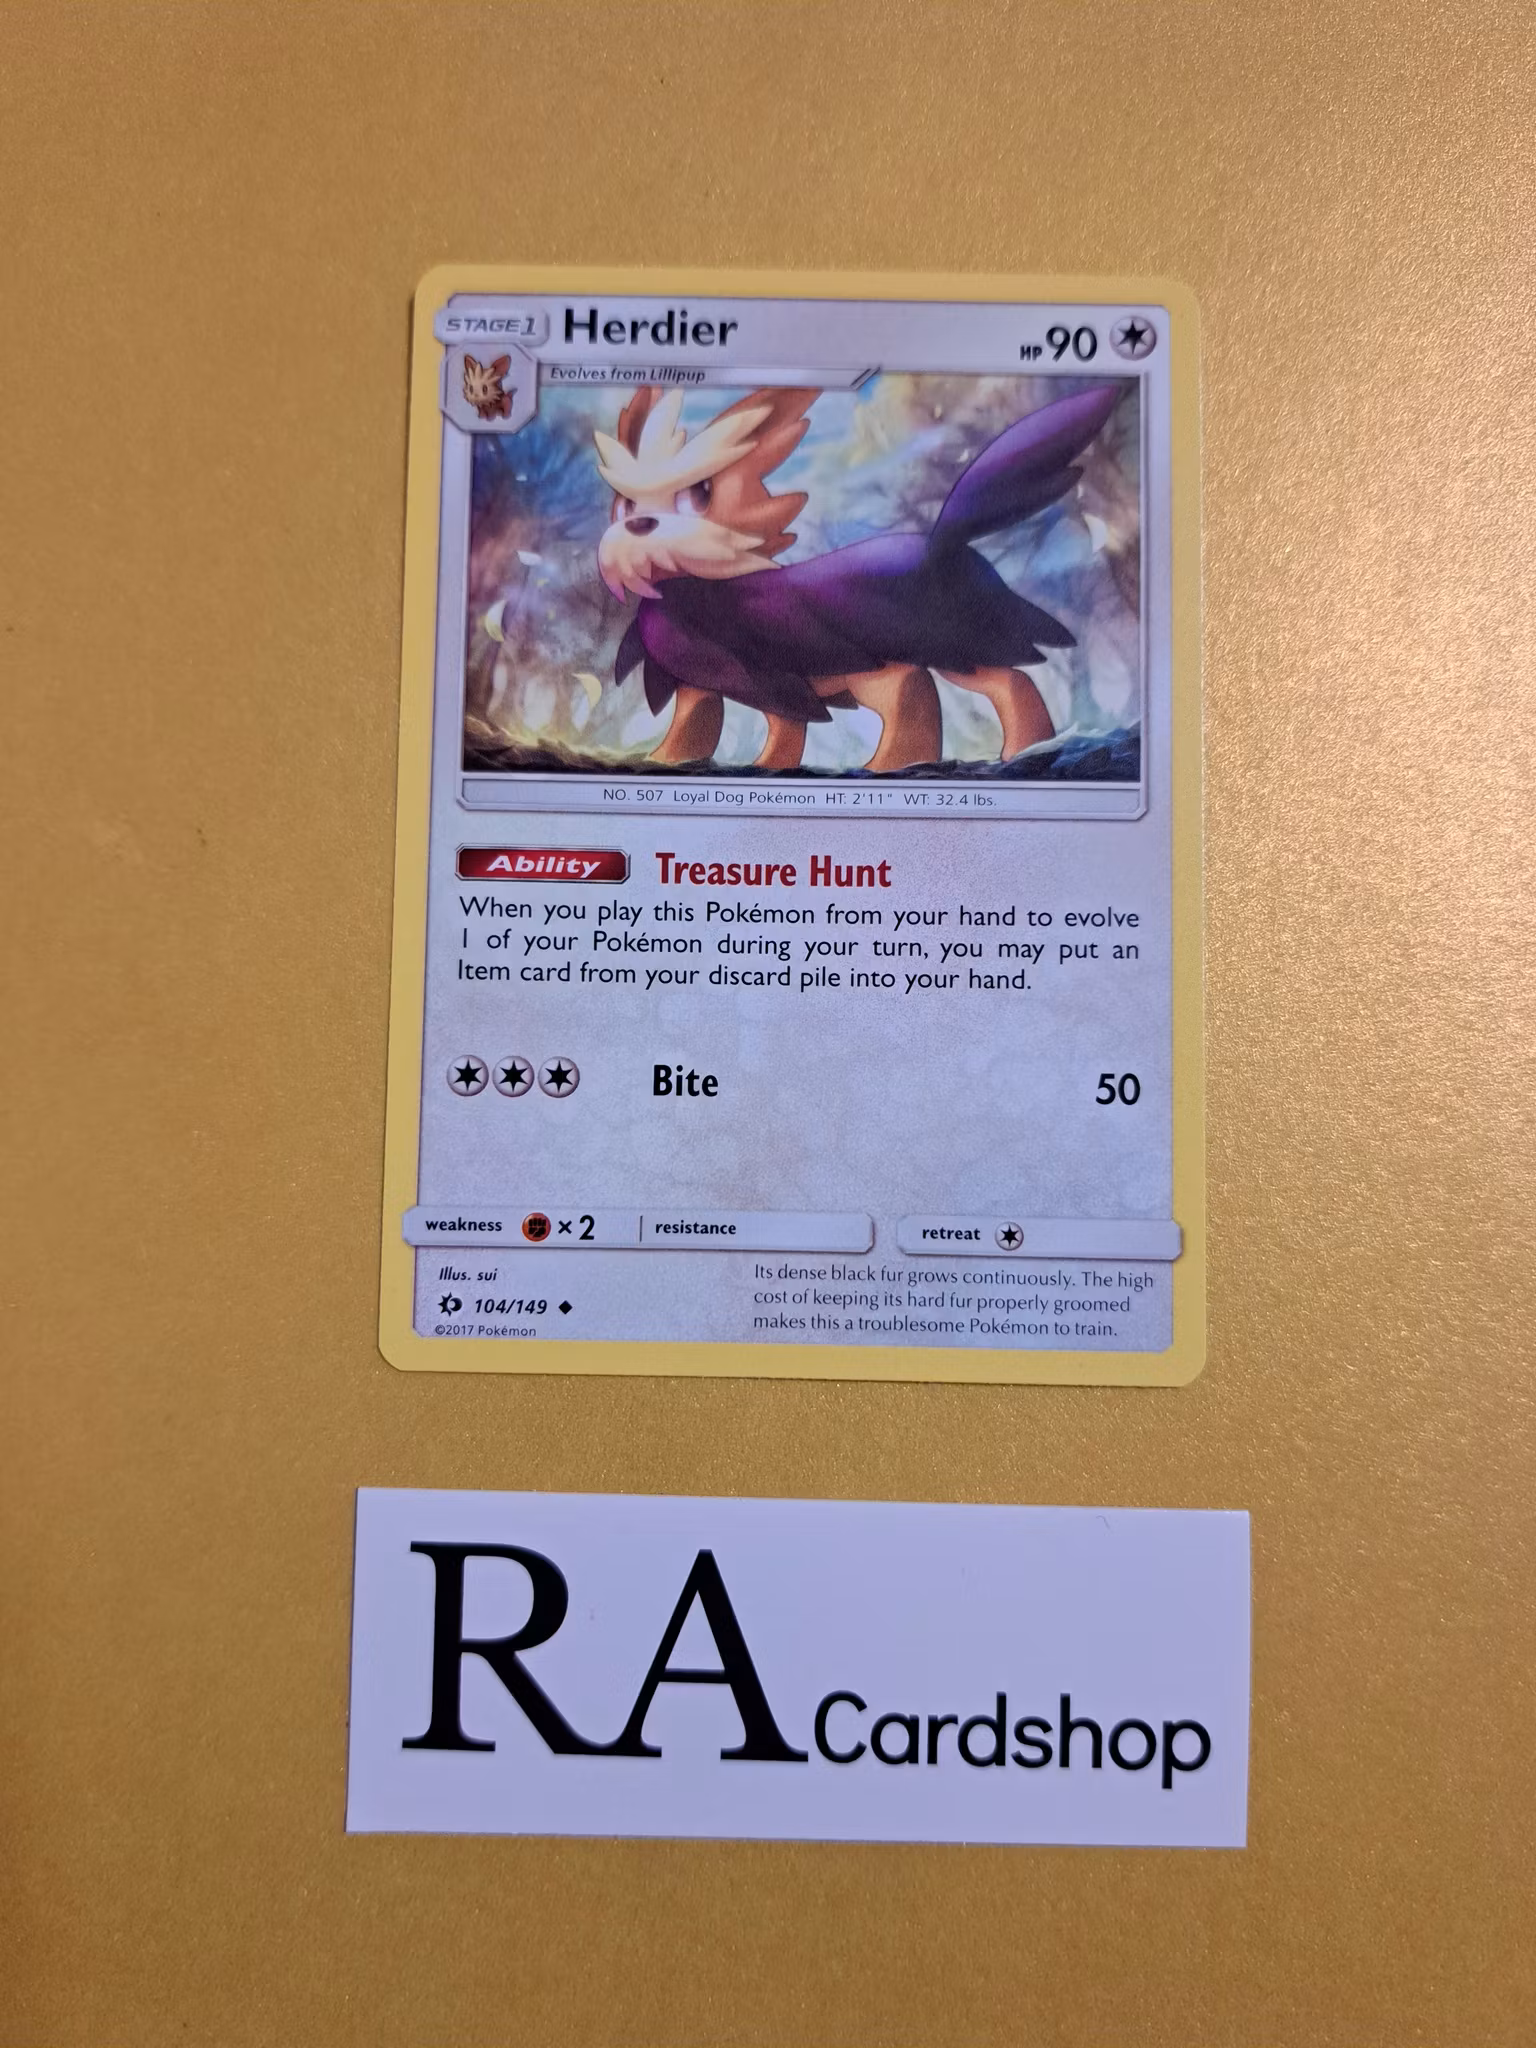 STAGE1 Herdier HP90
Evolves from Lillipup
NO. 507 Loyal Dog Pokémon HT: 2'11" WT: 32.4 lbs.
Ability Treasure Hunt
When you play this Pokémon from your hand to evolve
1 of your Pokémon during your turn, you may put an
Item card from your discard pile into your hand.
Bite 50
weakness ×2 resistance retreat
Illus. sui
104/149
©2017 Pokémon
Its dense black fur grows continuously. The high
cost of keeping its hard fur properly groomed
makes this a troublesome Pokémon to train.
RA Cardshop